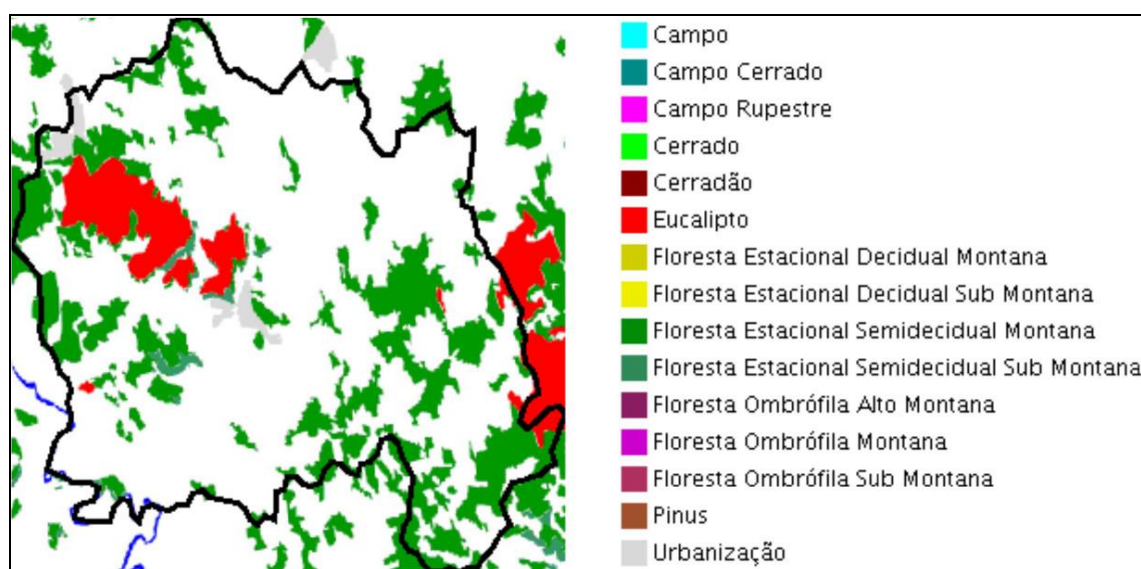 Campo
Campo Cerrado
Campo Rupestre
Cerrado
Cerradão
Eucalipto
Floresta Estacional Decidual Montana
Floresta Estacional Decidual Sub Montana
Floresta Estacional Semidecidual Montana
Floresta Estacional Semidecidual Sub Montana
Floresta Ombrófila Alto Montana
Floresta Ombrófila Montana
Floresta Ombrófila Sub Montana
Pinus
Urbanização